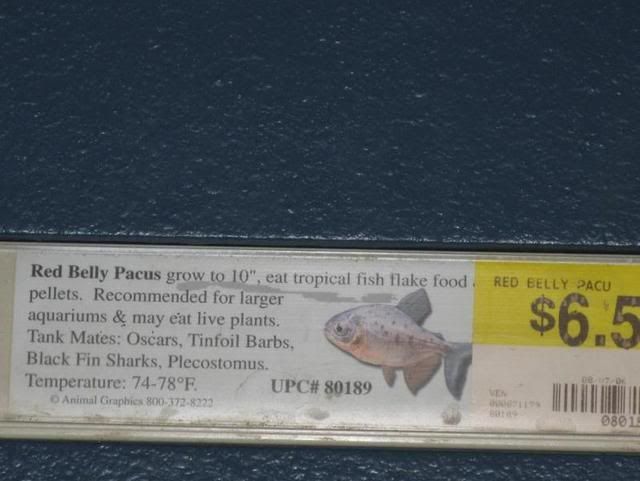 Red Belly Pacus grow to 10", eat tropical fish flake food
pellets. Recommended for larger
aquariums & may eat live plants.
Tank Mates: Oscars, Tinfoil Barbs,
Black Fin Sharks, Plecostomus.
Temperature: 74-78°F.
UPC# 80189
© Animal Graphics 800-372-8222
RED BELLY PACU
$6.5
VEN
80189